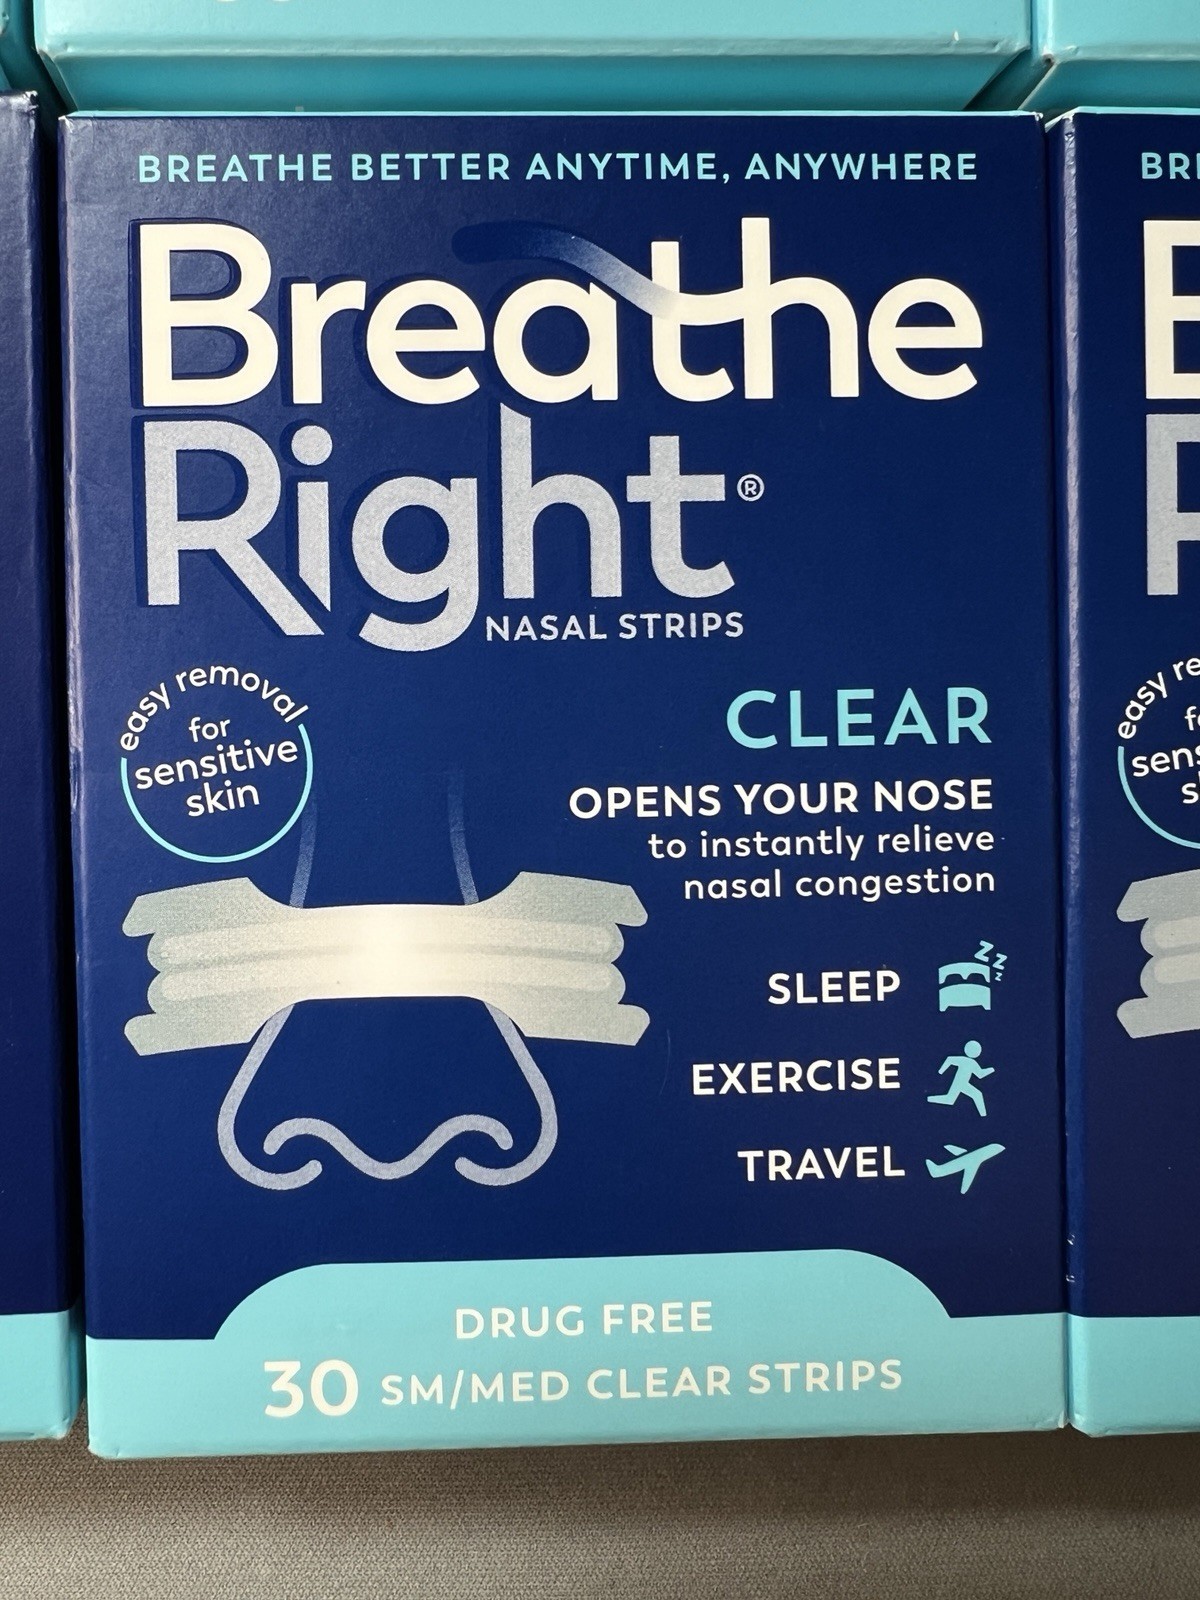 BREATHE BETTER ANYTIME, ANYWHERE
Breathe
Right®
NASAL STRIPS
easy removal
for
sensitive
skin
CLEAR
OPENS YOUR NOSE
to instantly relieve
nasal congestion
SLEEP
zzz
EXERCISE
TRAVEL
DRUG FREE
30 SM/MED CLEAR STRIPS